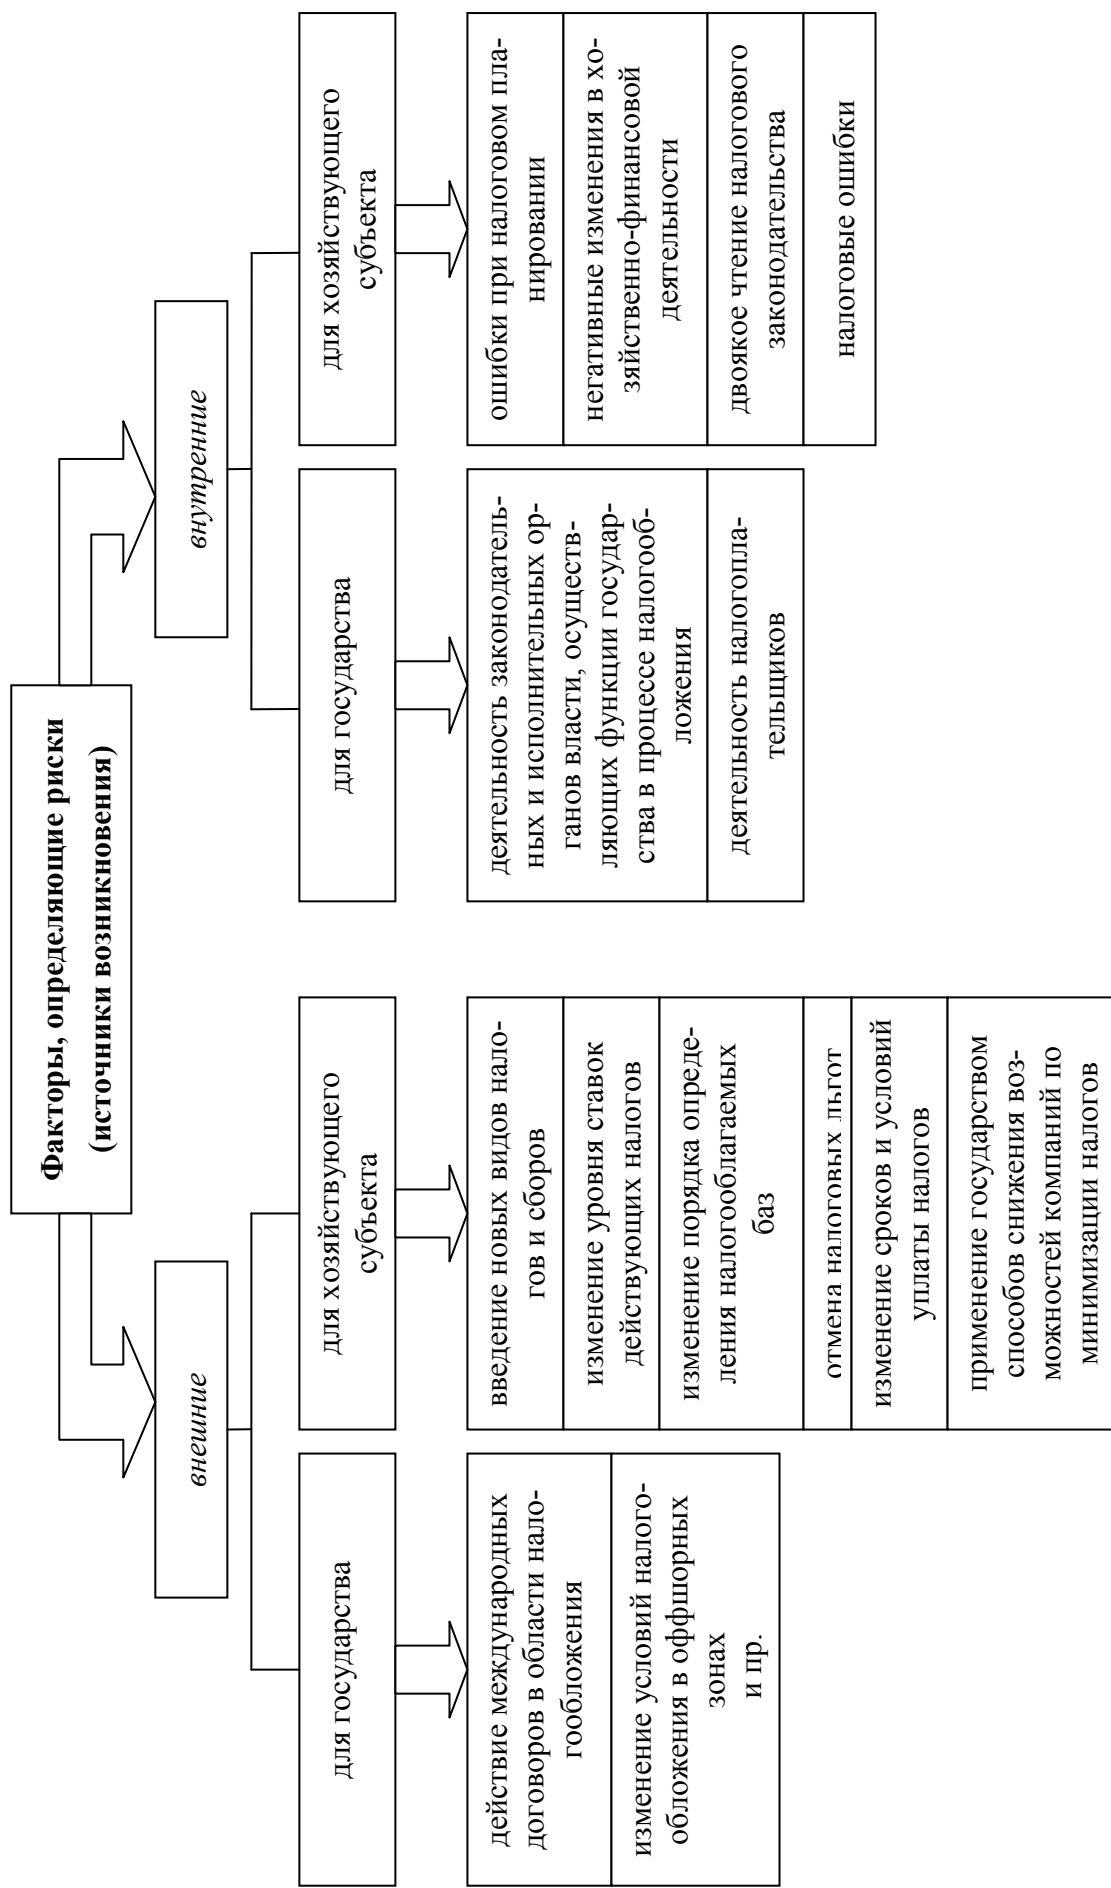 Факторы, определяющие риски
(источники возникновения)
внешние
внутренние
для государства
для хозяйствующего
субъекта
для государства
для хозяйствующего
субъекта
действие международных
договоров в области нало-
гообложения
изменение условий налого-
обложения в оффшорных
зонах
и пр.
введение новых видов нало-
гов и сборов
изменение уровня ставок
действующих налогов
изменение порядка опреде-
ления налогооблагаемых
баз
отмена налоговых льгот
изменение сроков и условий
уплаты налогов
применение государством
способов снижения воз-
можностей компаний по
минимизации налогов
деятельность законодатель-
ных и исполнительных ор-
ганов власти, осуществ-
ляющих функции государ-
ства в процессе налогооб-
ложения
деятельность налогопла-
тельщиков
ошибки при налоговом пла-
нировании
негативные изменения в хо-
зяйственно-финансовой
деятельности
двоякое чтение налогового
законодательства
налоговые ошибки